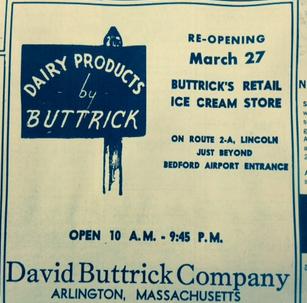 DAIRY PRODUCTS
by
BUTTRICK
RE-OPENING
March 27
BUTTRICK'S RETAIL
ICE CREAM STORE
ON ROUTE 2-A, LINCOLN
JUST BEYOND
BEDFORD AIRPORT ENTRANCE
OPEN 10 A.M. - 9:45 P.M.
David Buttrick Company
ARLINGTON, MASSACHUSETTS